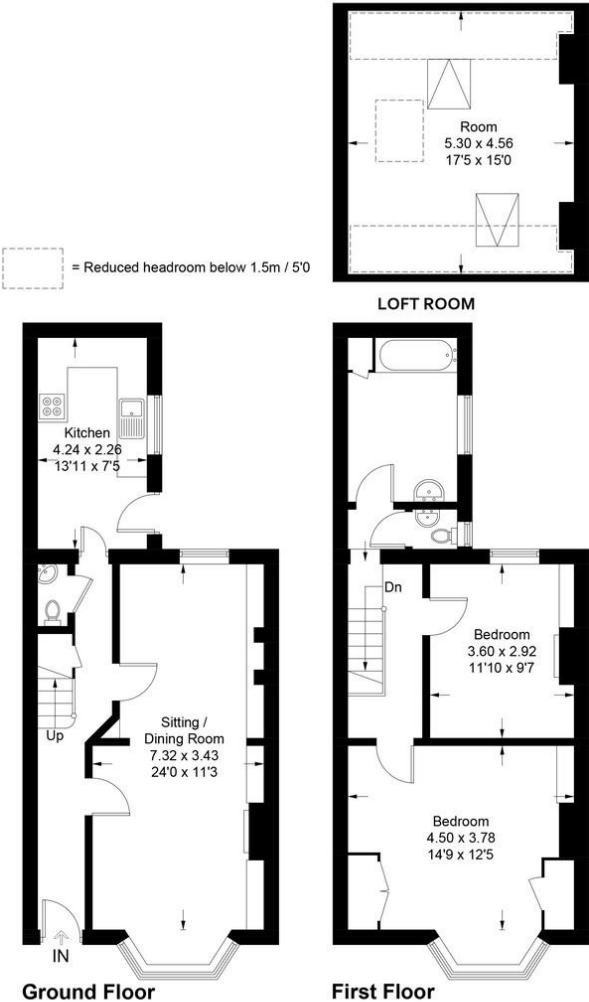 Room
5.30 x 4.56
17'5 x 15'0
= Reduced headroom below 1.5m / 5'0
LOFT ROOM
Kitchen
4.24 x 2.26
13'11 x 7'5
Up
Sitting /
Dining Room
7.32 x 3.43
24'0 x 11'3
IN
Ground Floor
Dn
Bedroom
3.60 x 2.92
11'10 x 9'7
Bedroom
4.50 x 3.78
14'9 x 12'5
First Floor